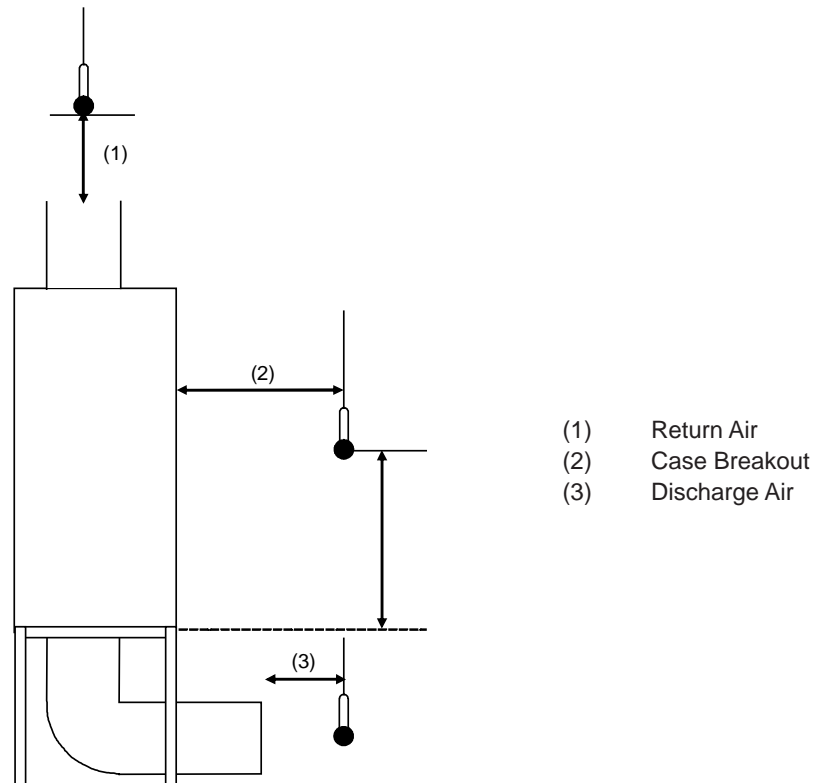 (1)
(2)
(3)
(1) Return Air
(2) Case Breakout
(3) Discharge Air